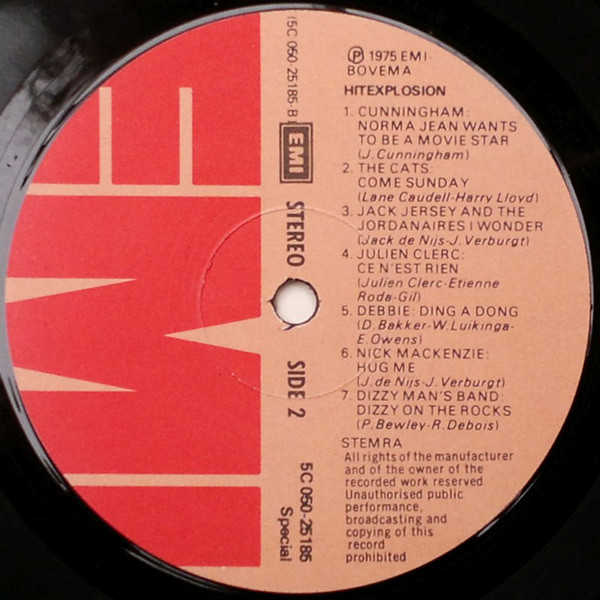 ℗ 1975 EMI-
BOVEMA
HITEXPLOSION
1. CUNNINGHAM:
NORMA JEAN WANTS
TO BE A MOVIE STAR
(J. Cunningham)
2. THE CATS:
COME SUNDAY
(Lane Caudell-Harry Lloyd)
3. JACK JERSEY AND THE
JORDANAIRES I WONDER
(Jack de Nijs-J. Verburgt)
4. JULIEN CLERC:
CE N'EST RIEN
(Julien Clerc-Etienne
Roda-Gil)
5. DEBBIE: DING A DONG
(D. Bakker-W. Luikinga-
E. Owens)
6. NICK MACKENZIE:
HUG ME
(J. de Nijs-J. Verburgt)
7. DIZZY MAN'S BAND:
DIZZY ON THE ROCKS
(P. Bewley-R. Debois)
STEMRA
All rights of the manufacturer
and of the owner of the
recorded work reserved
Unauthorised public
performance,
broadcasting and
copying of this
record
prohibited
(5C 050-25185-B)
EMI
STEREO
SIDE 2
5C 050-25185
Special
EMI